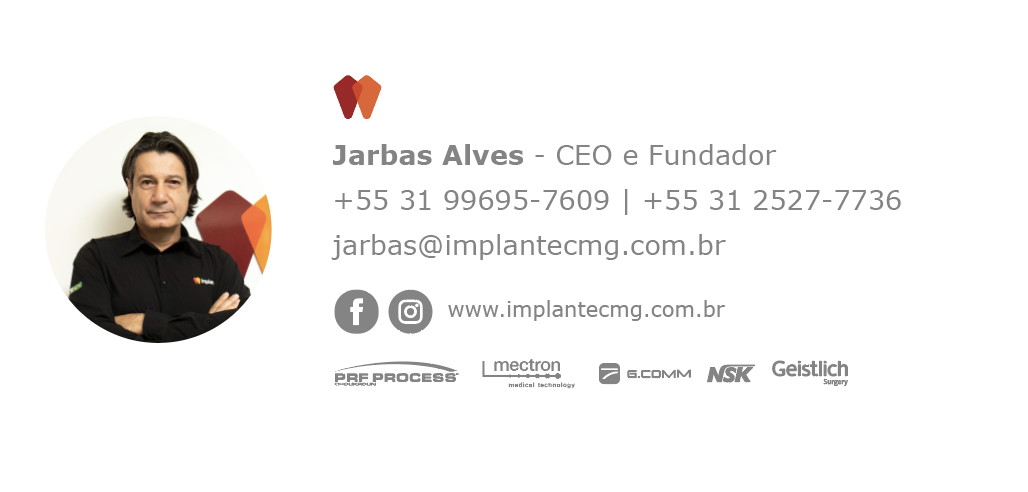 Jarbas Alves - CEO e Fundador
+55 31 99695-7609 | +55 31 2527-7736
jarbas@implantecmg.com.br
www.implantecmg.com.br
PRF PROCESS
mectron
medical technology
G.COMM
NSK
Geistlich
Surgery